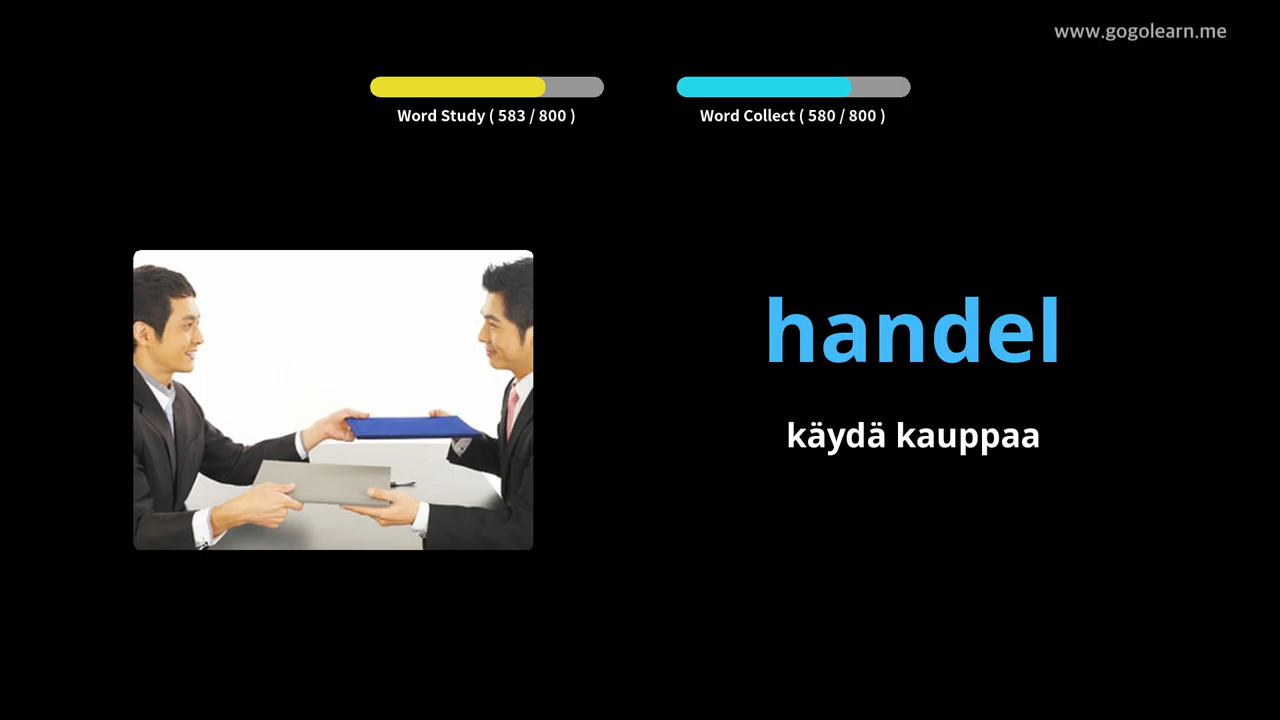 www.gogolearn.me
Word Study ( 583 / 800 )
Word Collect ( 580 / 800 )
handel
käydä kauppaa